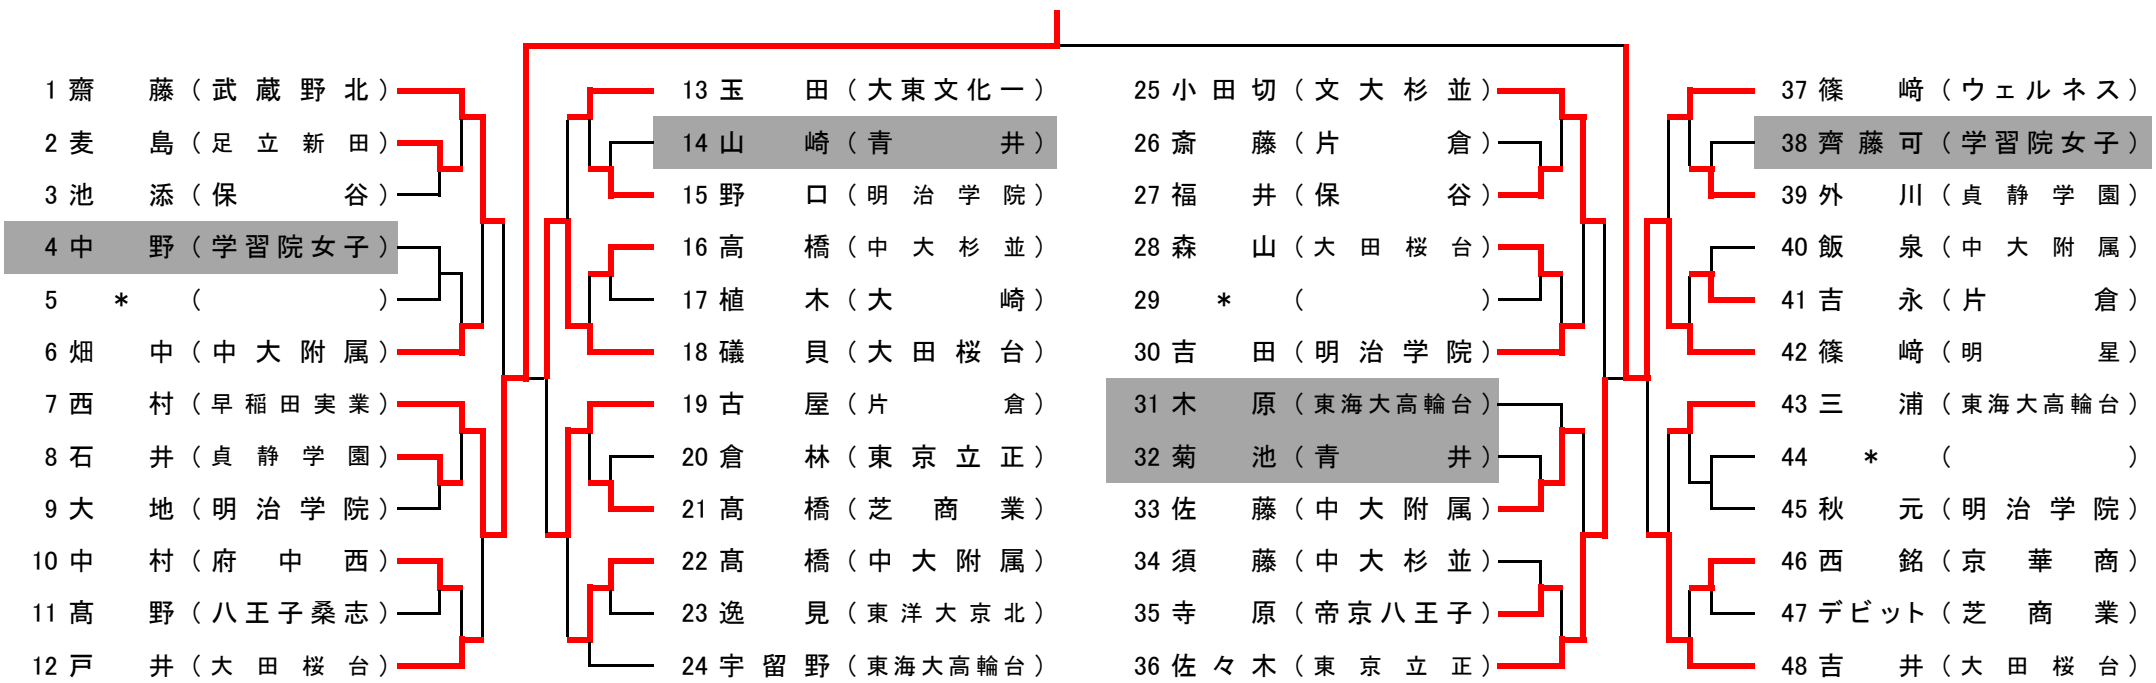 1 齋藤（武蔵野北）
2 麦島（足立新田）
3 池添（保谷）
4 中野（学習院女子）
5 *（ ）
6 畑中（中大附属）
7 西村（早稲田実業）
8 石井（貞静学園）
9 大地（明治学院）
10 中村（府中西）
11 髙野（八王子桑志）
12 戸井（大田桜台）
13 玉田（大東文化一）
14 山崎（青井）
15 野口（明治学院）
16 高橋（中大杉並）
17 植木（大崎）
18 礒貝（大田桜台）
19 古屋（片倉）
20 倉林（東京立正）
21 髙橋（芝商業）
22 髙橋（中大附属）
23 逸見（東洋大京北）
24 宇留野（東海大高輪台）
25 小田切（文大杉並）
26 斎藤（片倉）
27 福井（保谷）
28 森山（大田桜台）
29 *（ ）
30 吉田（明治学院）
31 木原（東海大高輪台）
32 菊池（青井）
33 佐藤（中大附属）
34 須藤（中大杉並）
35 寺原（帝京八王子）
36 佐々木（東京立正）
37 篠﨑（ウェルネス）
38 齊藤可（学習院女子）
39 外川（貞静学園）
40 飯泉（中大附属）
41 吉永（片倉）
42 篠﨑（明星）
43 三浦（東海大高輪台）
44 *（ ）
45 秋元（明治学院）
46 西銘（京華商）
47 デビット（芝商業）
48 吉井（大田桜台）